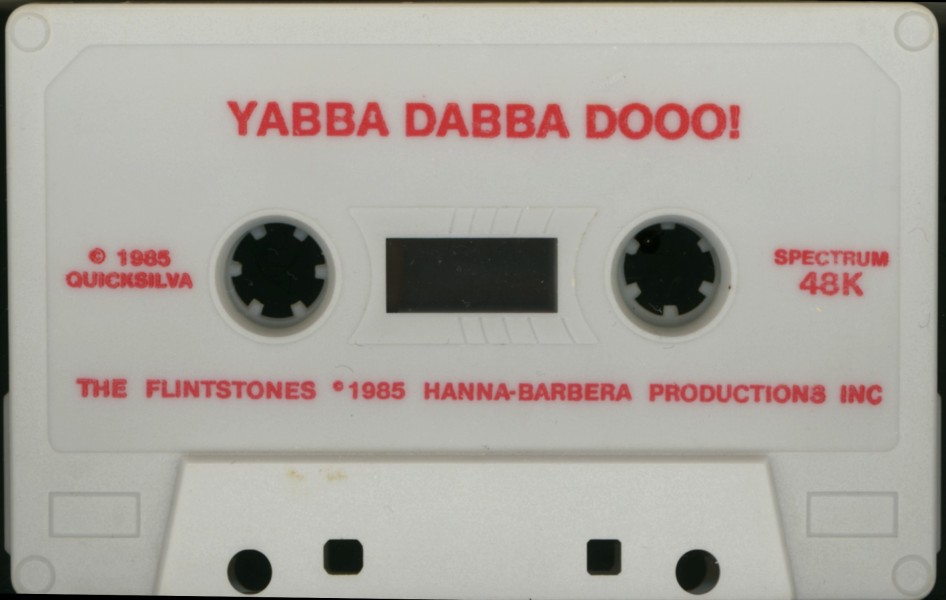 YABBA DABBA DOOO!
© 1985
QUICKSILVA
SPECTRUM
48K
THE FLINTSTONES ©1985 HANNA-BARBERA PRODUCTIONS INC